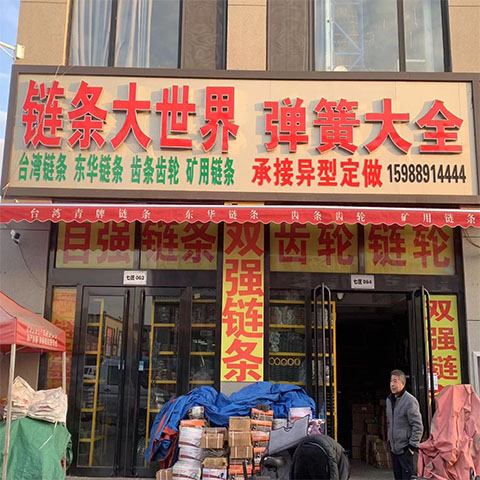 链条大世界 弹簧大全
台湾链条 东华链条 齿条齿轮 矿用链条 承接异型定做 15988914444
台湾青牌链条 东华链条 齿条齿轮 矿用链条
自强链条 双强链条 齿轮链轮
七区062
七区064
双强链